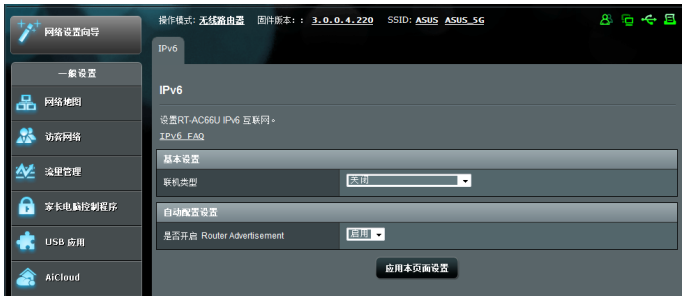 网络设置向导
操作模式: 无线路由器 固件版本: : 3.0.0.4.220 SSID: ASUS ASUS_5G
IPv6
一般设置
网络地图
访客网络
流量管理
家长电脑控制程序
USB 应用
AiCloud
IPv6
设置RT-AC66U IPv6 互联网。
IPv6 FAQ
基本设置
联机类型 关闭
自动配置设置
是否开启 Router Advertisement 启用
应用本页面设置